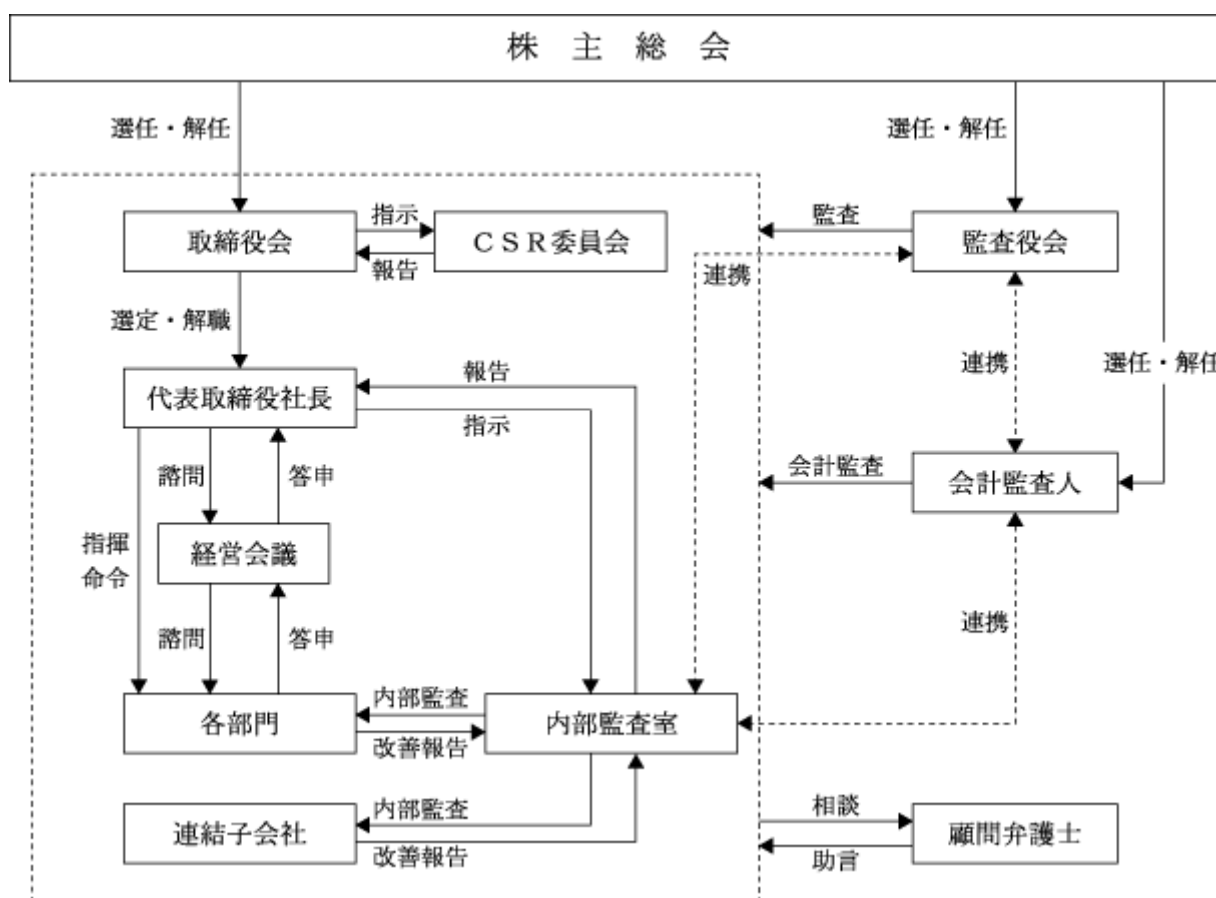 株主総会
選任・解任
選任・解任
取締役会
指示
報告
CSR委員会
監査
連携
監査役会
選定・解職
代表取締役社長
報告
指示
連携
選任・解任
諮問
答申
会計監査
会計監査人
経営会議
指揮
命令
諮問
答申
連携
各部門
内部監査
改善報告
内部監査室
連結子会社
内部監査
改善報告
相談
助言
顧問弁護士